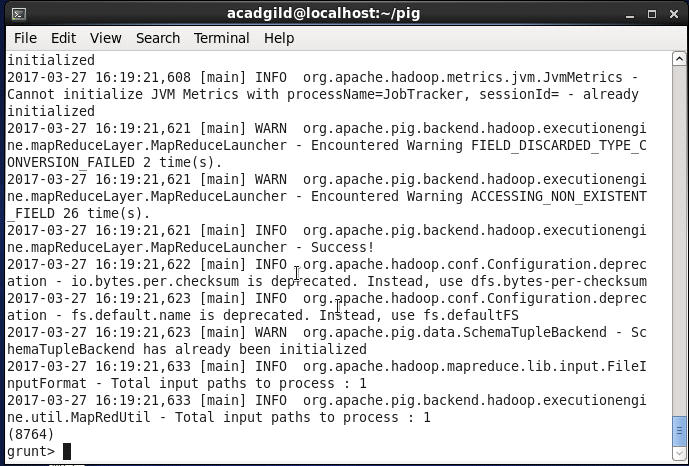 acadgild@localhost:~/pig
File Edit View Search Terminal Help
initialized
2017-03-27 16:19:21,608 [main] INFO  org.apache.hadoop.metrics.jvm.JvmMetrics -
Cannot initialize JVM Metrics with processName=JobTracker, sessionId= - already
initialized
2017-03-27 16:19:21,621 [main] WARN  org.apache.pig.backend.hadoop.executionengi
ne.mapReduceLayer.MapReduceLauncher - Encountered Warning FIELD_DISCARDED_TYPE_C
ONVERSION_FAILED 2 time(s).
2017-03-27 16:19:21,621 [main] WARN  org.apache.pig.backend.hadoop.executionengi
ne.mapReduceLayer.MapReduceLauncher - Encountered Warning ACCESSING_NON_EXISTENT
_FIELD 26 time(s).
2017-03-27 16:19:21,621 [main] INFO  org.apache.pig.backend.hadoop.executionengi
ne.mapReduceLayer.MapReduceLauncher - Success!
2017-03-27 16:19:21,622 [main] INFO  org.apache.hadoop.conf.Configuration.deprec
ation - io.bytes.per.checksum is deprecated. Instead, use dfs.bytes-per-checksum
2017-03-27 16:19:21,623 [main] INFO  org.apache.hadoop.conf.Configuration.deprec
ation - fs.default.name is deprecated. Instead, use fs.defaultFS
2017-03-27 16:19:21,623 [main] WARN  org.apache.pig.data.SchemaTupleBackend - Sc
hemaTupleBackend has already been initialized
2017-03-27 16:19:21,633 [main] INFO  org.apache.hadoop.mapreduce.lib.input.FileI
nputFormat - Total input paths to process : 1
2017-03-27 16:19:21,633 [main] INFO  org.apache.pig.backend.hadoop.executionengi
ne.util.MapRedUtil - Total input paths to process : 1
(8764)
grunt>